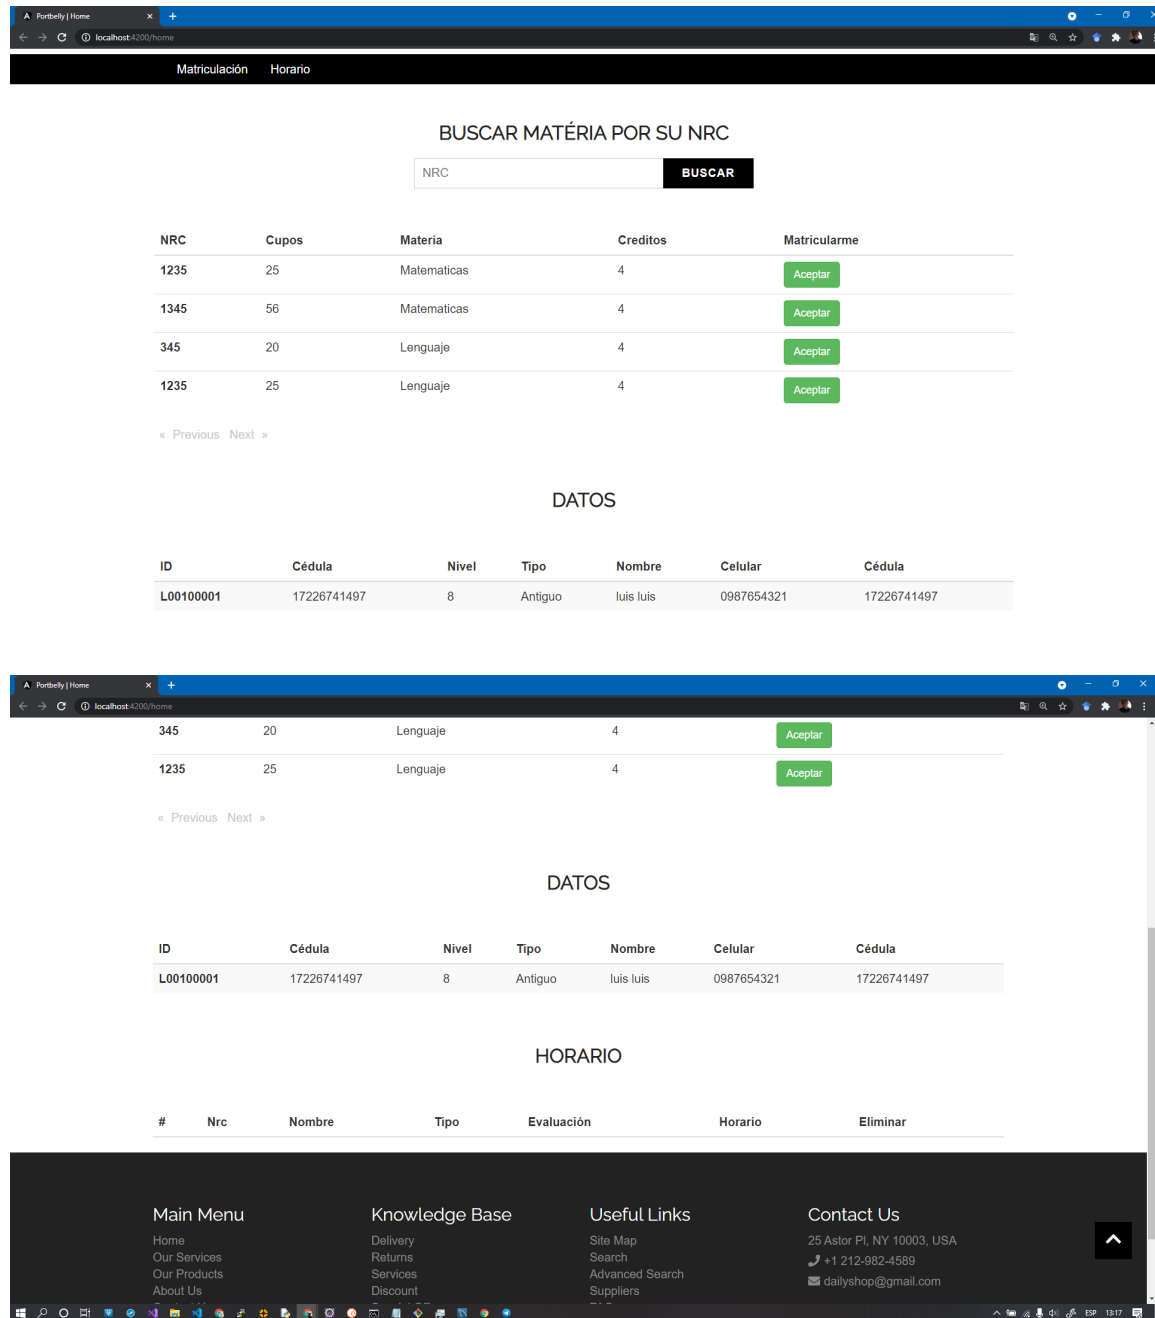 Portbelly | Home
localhost:4200/home
Matriculación Horario
BUSCAR MATÉRIA POR SU NRC
NRC BUSCAR
NRC Cupos Materia Creditos Matricularme
1235 25 Matematicas 4 Aceptar
1345 56 Matematicas 4 Aceptar
345 20 Lenguaje 4 Aceptar
1235 25 Lenguaje 4 Aceptar
« Previous Next »
DATOS
ID Cédula Nivel Tipo Nombre Celular Cédula
L00100001 17226741497 8 Antiguo luis luis 0987654321 17226741497
Portbelly | Home
localhost:4200/home
345 20 Lenguaje 4 Aceptar
1235 25 Lenguaje 4 Aceptar
« Previous Next »
DATOS
ID Cédula Nivel Tipo Nombre Celular Cédula
L00100001 17226741497 8 Antiguo luis luis 0987654321 17226741497
HORARIO
# Nrc Nombre Tipo Evaluación Horario Eliminar
Main Menu Knowledge Base Useful Links Contact Us
Home Delivery Site Map 25 Astor Pl, NY 10003, USA
Our Services Returns Search +1 212-982-4589
Our Products Services Advanced Search dailyshop@gmail.com
About Us Discount Suppliers
ESP 13:17